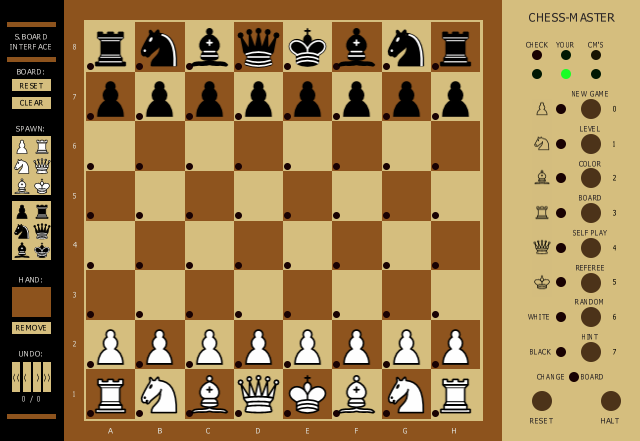 S.BOARD
INTERFACE
BOARD:
RESET
CLEAR
SPAWN:
HAND:
REMOVE
UNDO:
0 / 0
8
7
6
5
4
3
2
1
A B C D E F G H
CHESS-MASTER
CHECK YOUR CM'S
NEW GAME
0
LEVEL
1
COLOR
2
BOARD
3
SELF PLAY
4
REFEREE
5
RANDOM
WHITE 6
HINT
BLACK 7
CHANGE BOARD
RESET HALT